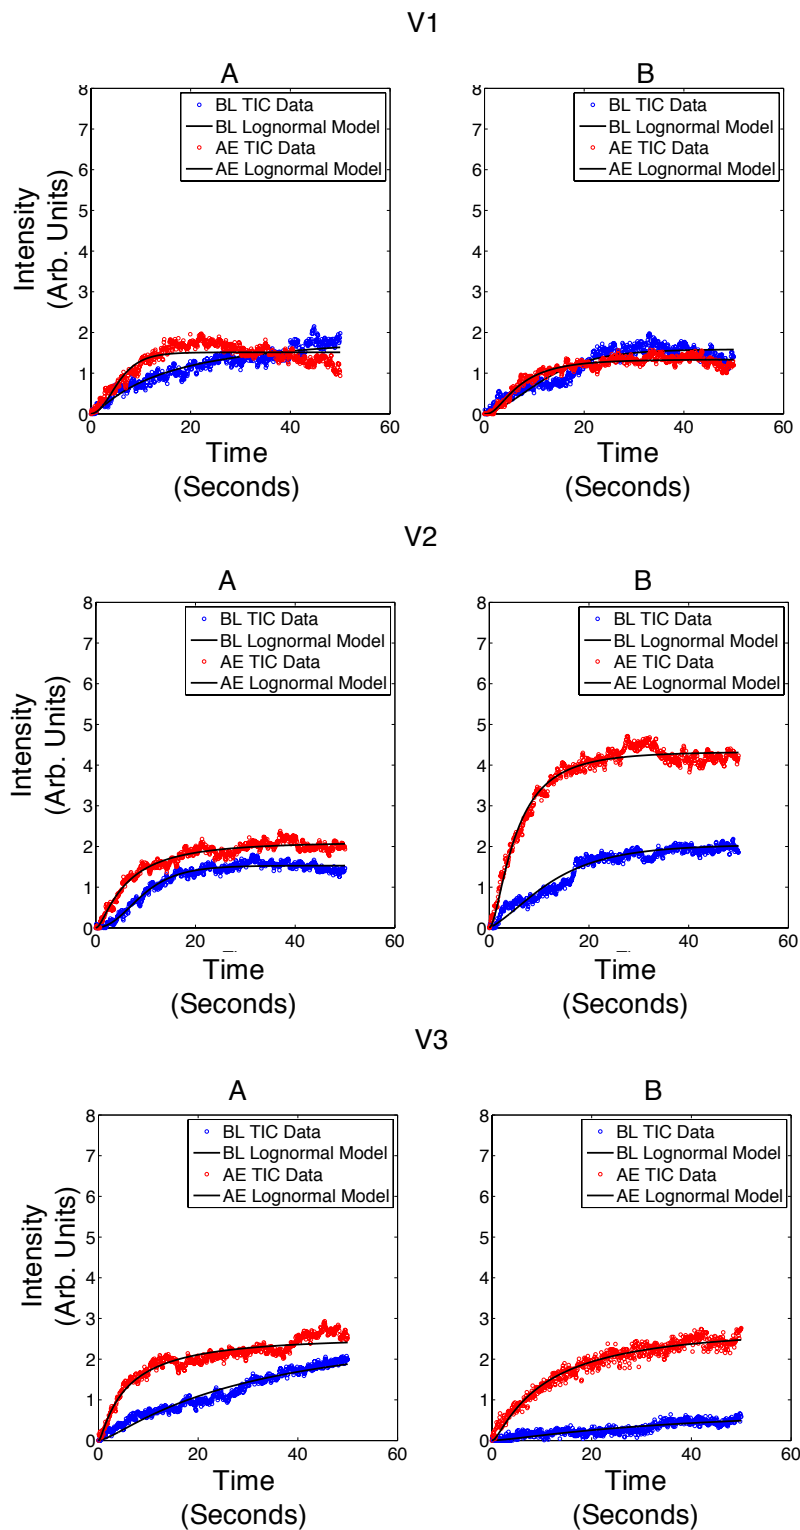 V1
A
8
7
6
5
4
3
2
1
0
0
20
40
60
BL TIC Data
BL Lognormal Model
AE TIC Data
AE Lognormal Model
Intensity
(Arb. Units)
Time
(Seconds)
B
8
7
6
5
4
3
2
1
0
0
20
40
60
BL TIC Data
BL Lognormal Model
AE TIC Data
AE Lognormal Model
Time
(Seconds)
V2
A
8
7
6
5
4
3
2
1
0
0
20
40
60
BL TIC Data
BL Lognormal Model
AE TIC Data
AE Lognormal Model
Intensity
(Arb. Units)
Time
(Seconds)
B
8
7
6
5
4
3
2
1
0
0
20
40
60
BL TIC Data
BL Lognormal Model
AE TIC Data
AE Lognormal Model
Time
(Seconds)
V3
A
8
7
6
5
4
3
2
1
0
0
20
40
60
BL TIC Data
BL Lognormal Model
AE TIC Data
AE Lognormal Model
Intensity
(Arb. Units)
Time
(Seconds)
B
8
7
6
5
4
3
2
1
0
0
20
40
60
BL TIC Data
BL Lognormal Model
AE TIC Data
AE Lognormal Model
Time
(Seconds)